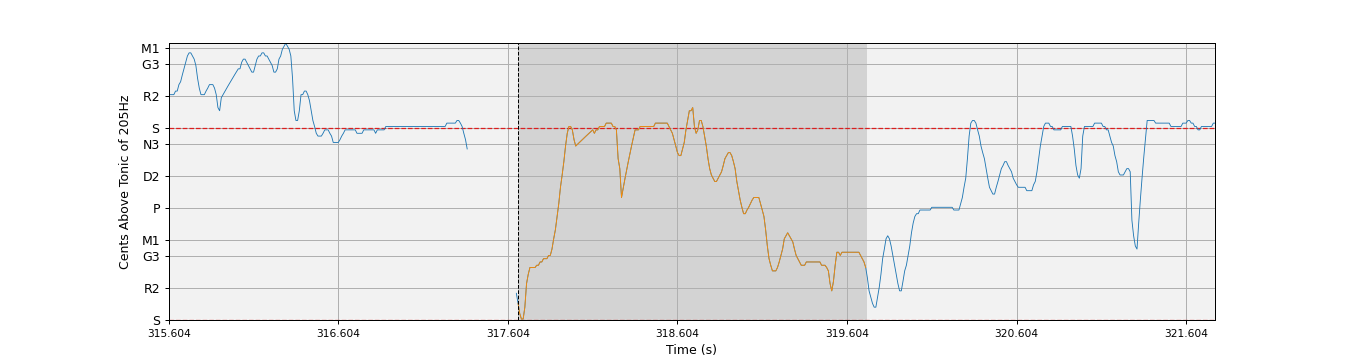 M1
G3
R2
S
N3
D2
P
M1
G3
R2
S
Cents Above Tonic of 205Hz
315.604 316.604 317.604 318.604 319.604 320.604 321.604
Time (s)